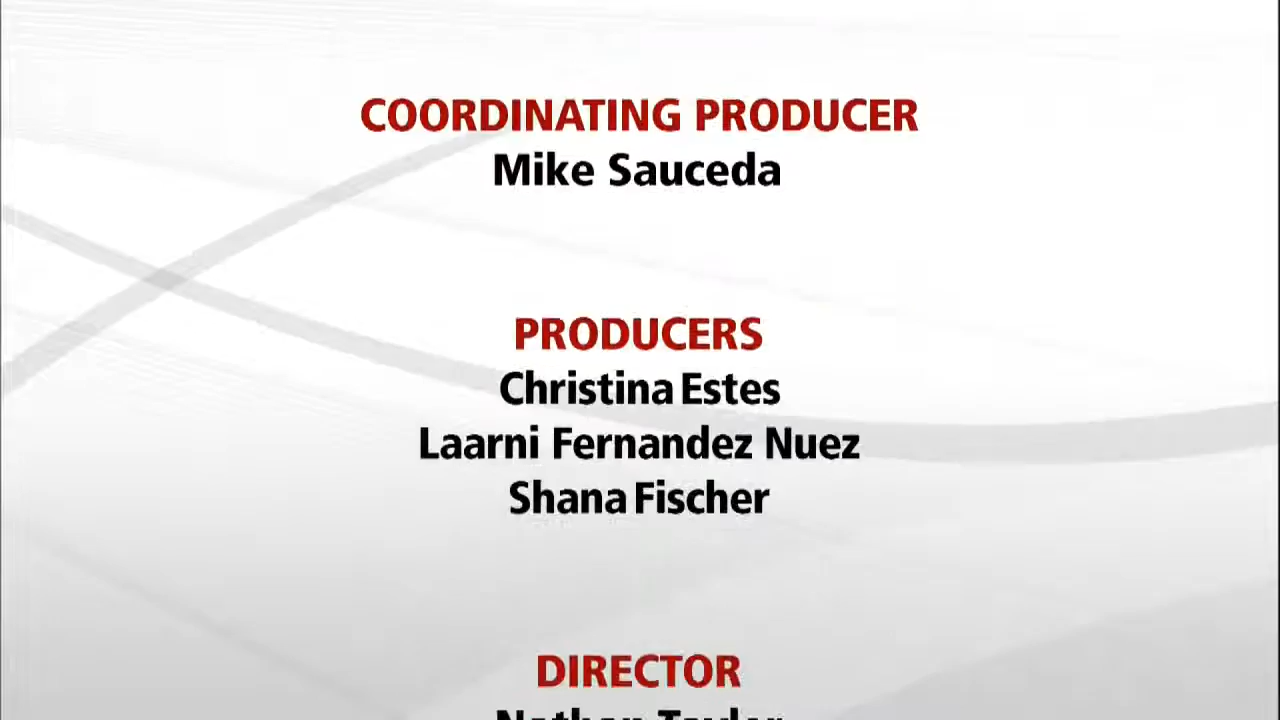 COORDINATING PRODUCER
Mike Sauceda
PRODUCERS
Christina Estes
Laarni Fernandez Nuez
Shana Fischer
DIRECTOR